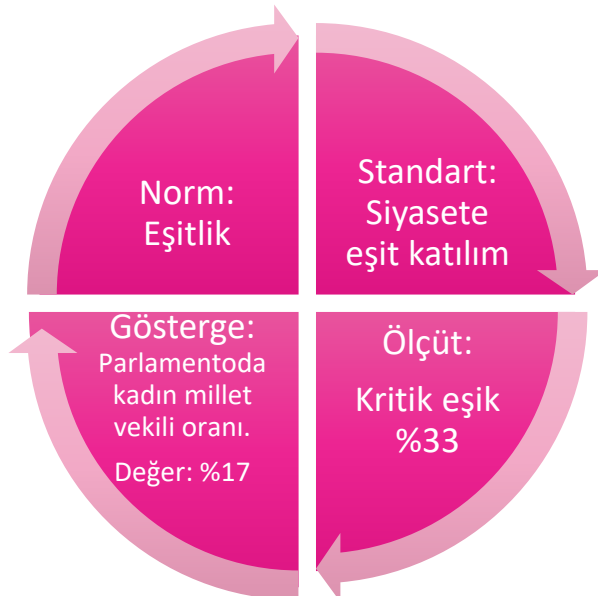 Norm:
Eşitlik
Standart:
Siyasete
eşit katılım
Gösterge:
Parlamentoda
kadın millet
vekili oranı.
Değer: %17
Ölçüt:
Kritik eşik
%33